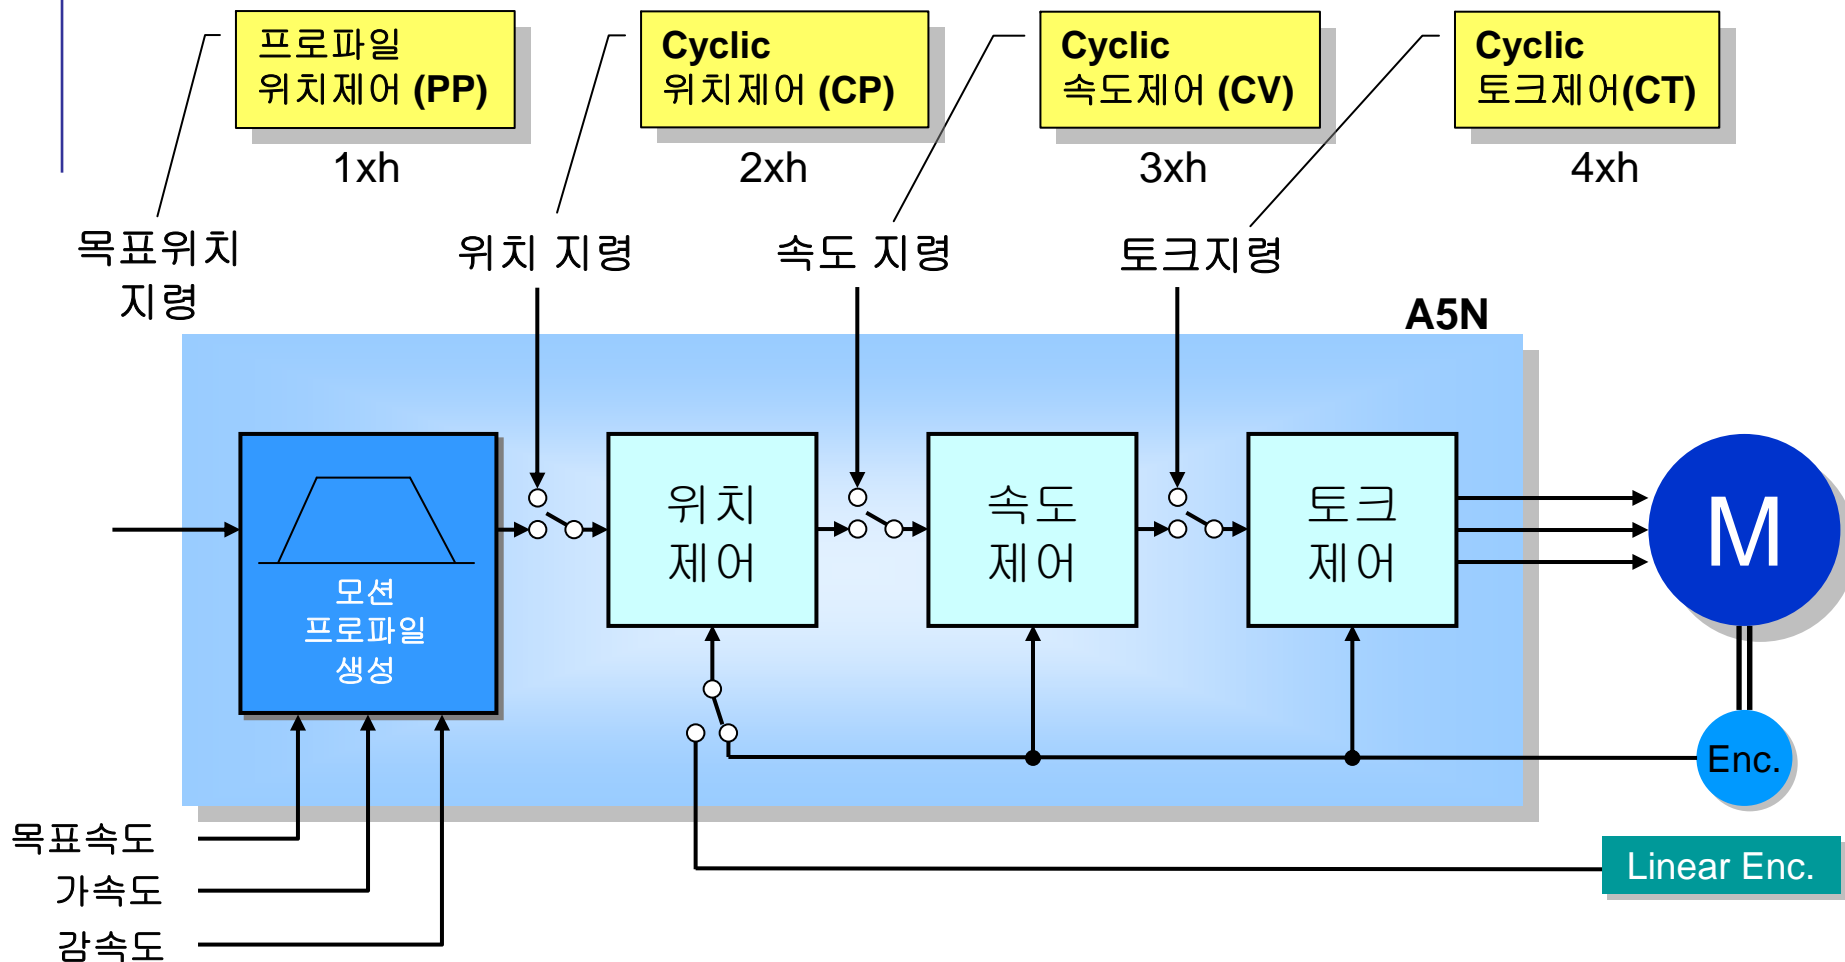 프로파일
위치제어 (PP)
Cyclic
위치제어 (CP)
Cyclic
속도제어 (CV)
Cyclic
토크제어(CT)
1xh
2xh
3xh
4xh
목표위치
지령
위치 지령
속도 지령
토크지령
A5N
모션
프로파일
생성
위치
제어
속도
제어
토크
제어
M
Enc.
Linear Enc.
목표속도
가속도
감속도